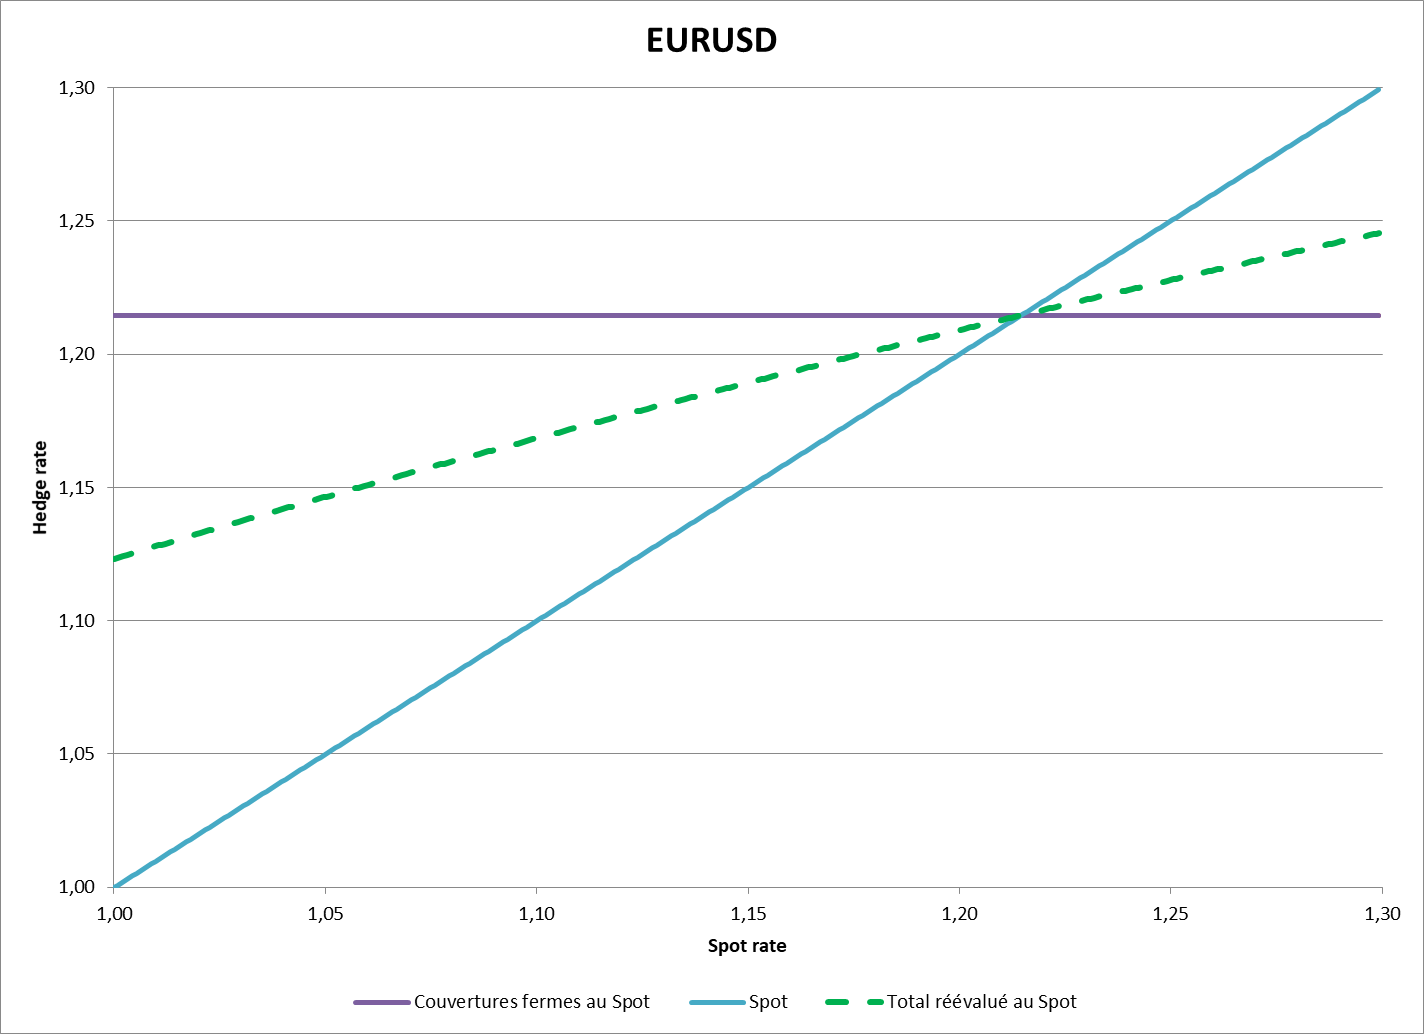 EURUSD
1,30
1,25
1,20
1,15
1,10
1,05
1,00
Hedge rate
1,00 1,05 1,10 1,15 1,20 1,25 1,30
Spot rate
Couvertures fermes au Spot Spot Total réévalué au Spot